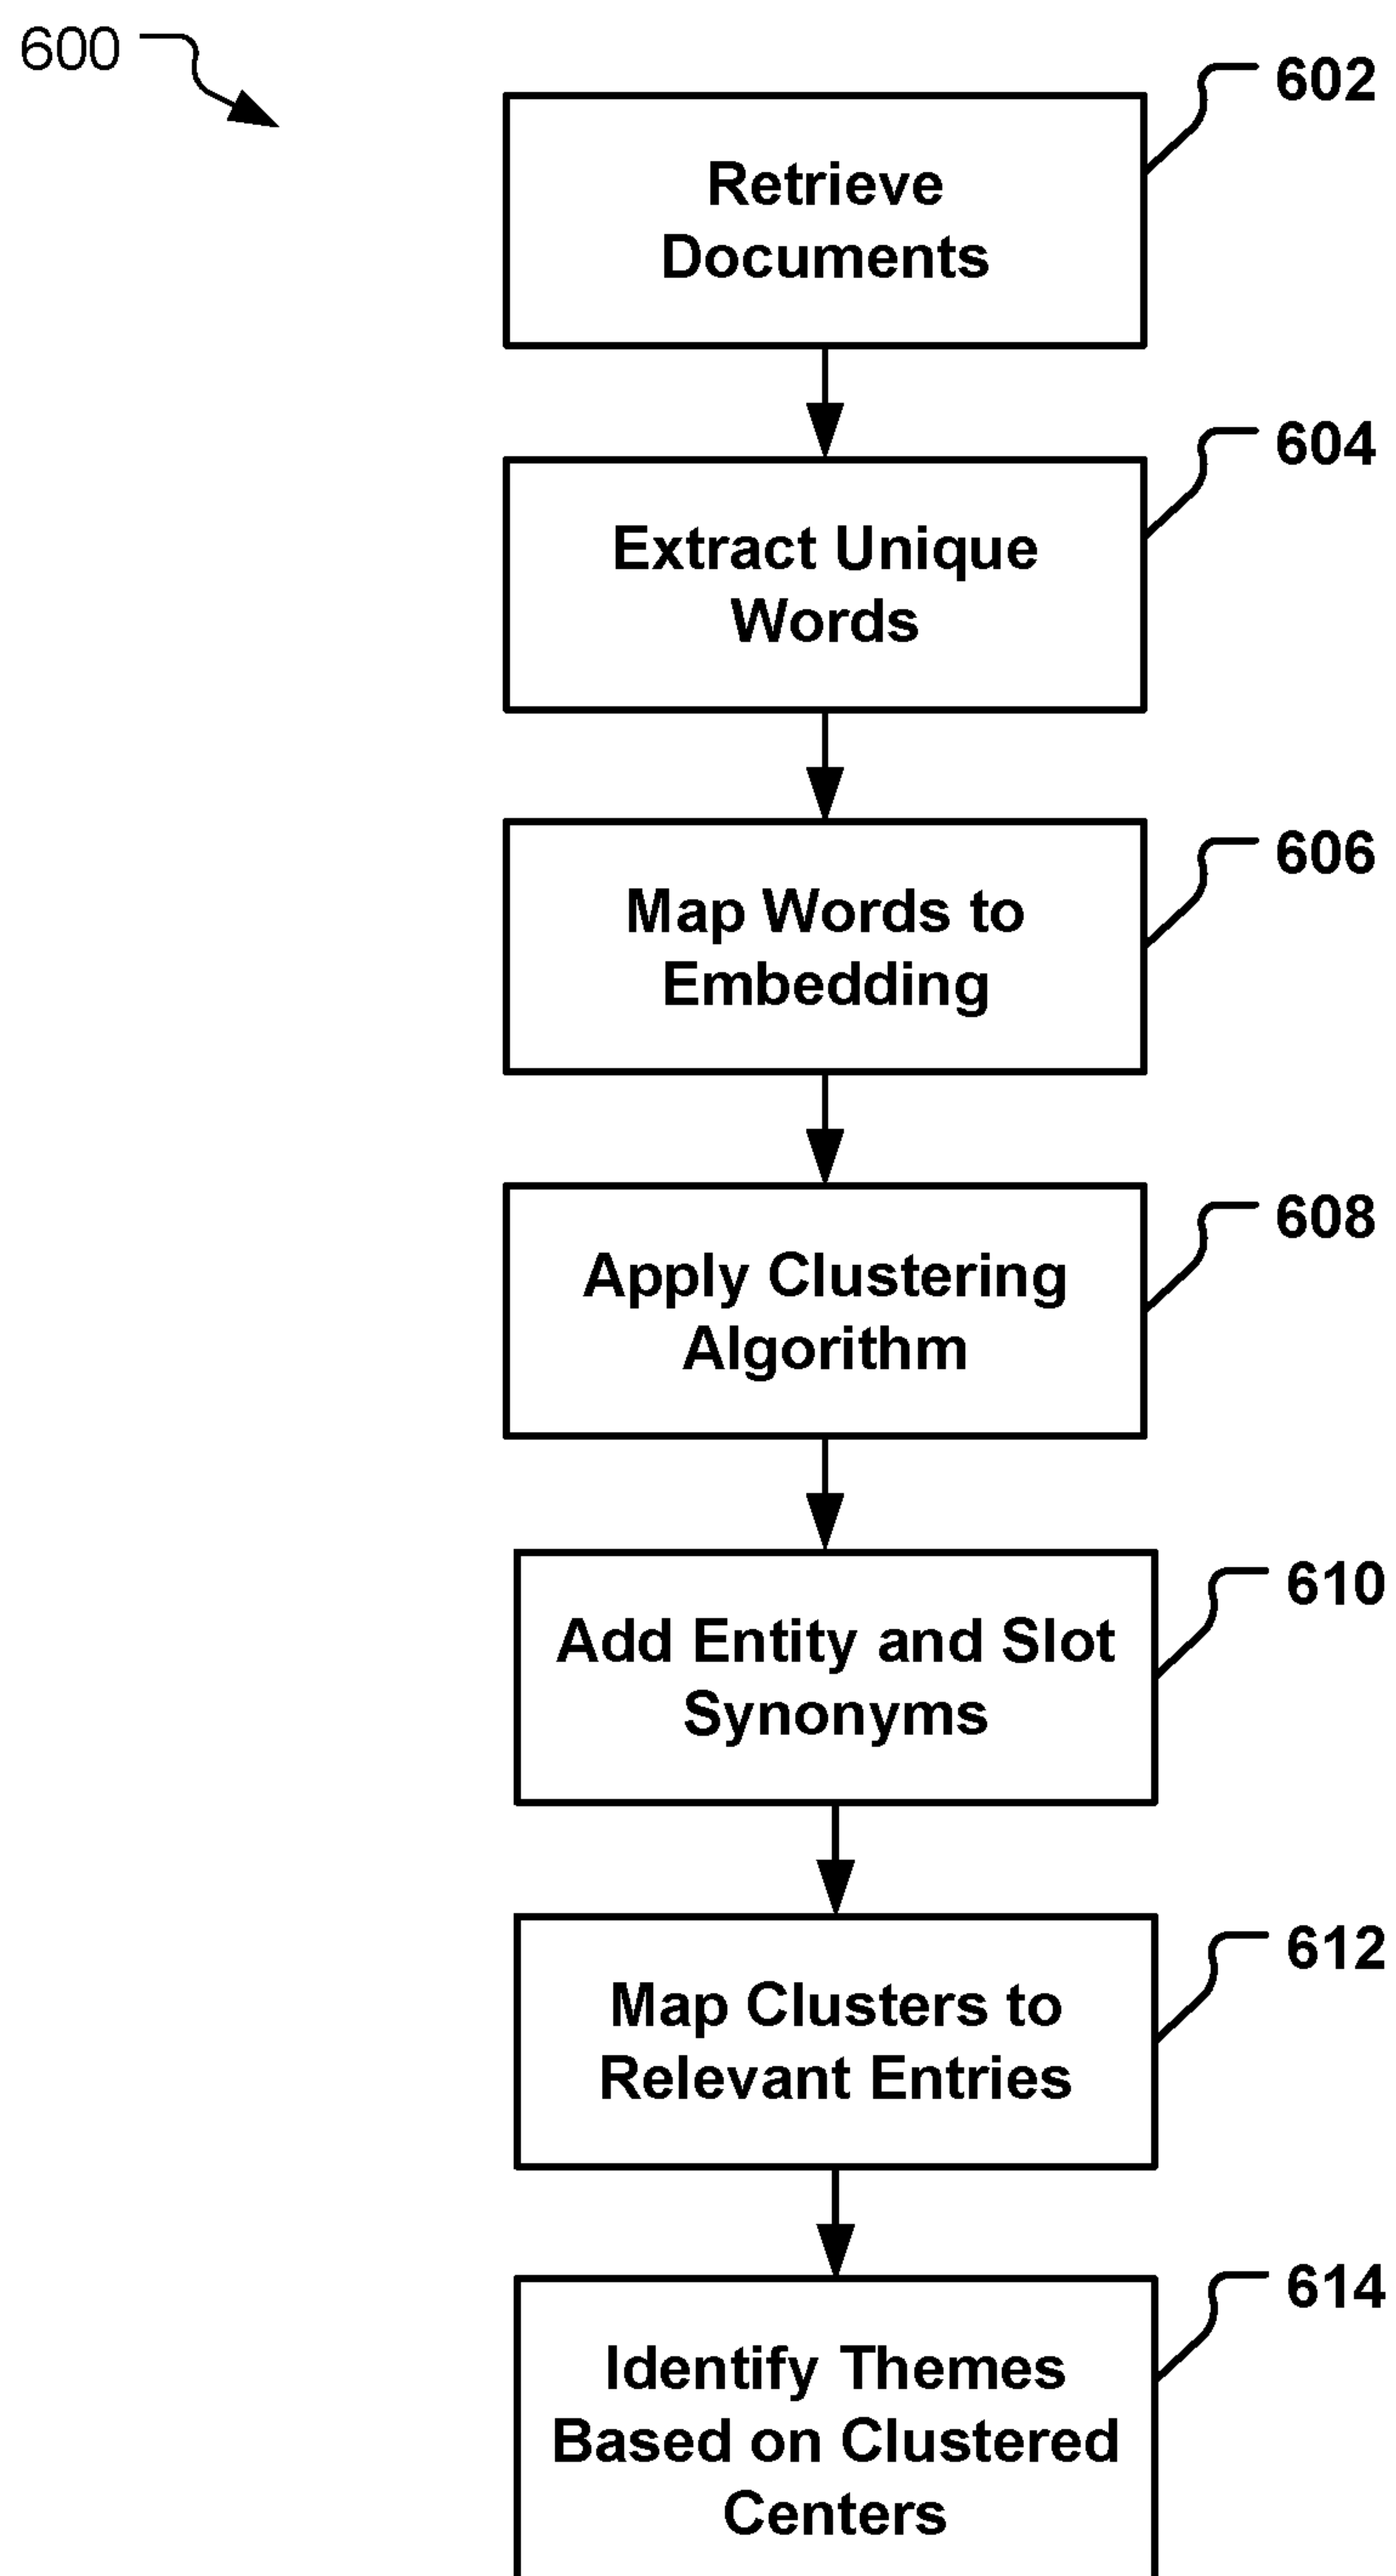 600
602
Retrieve
Documents
604
Extract Unique
Words
606
Map Words to
Embedding
608
Apply Clustering
Algorithm
610
Add Entity and Slot
Synonyms
612
Map Clusters to
Relevant Entries
614
Identify Themes
Based on Clustered
Centers